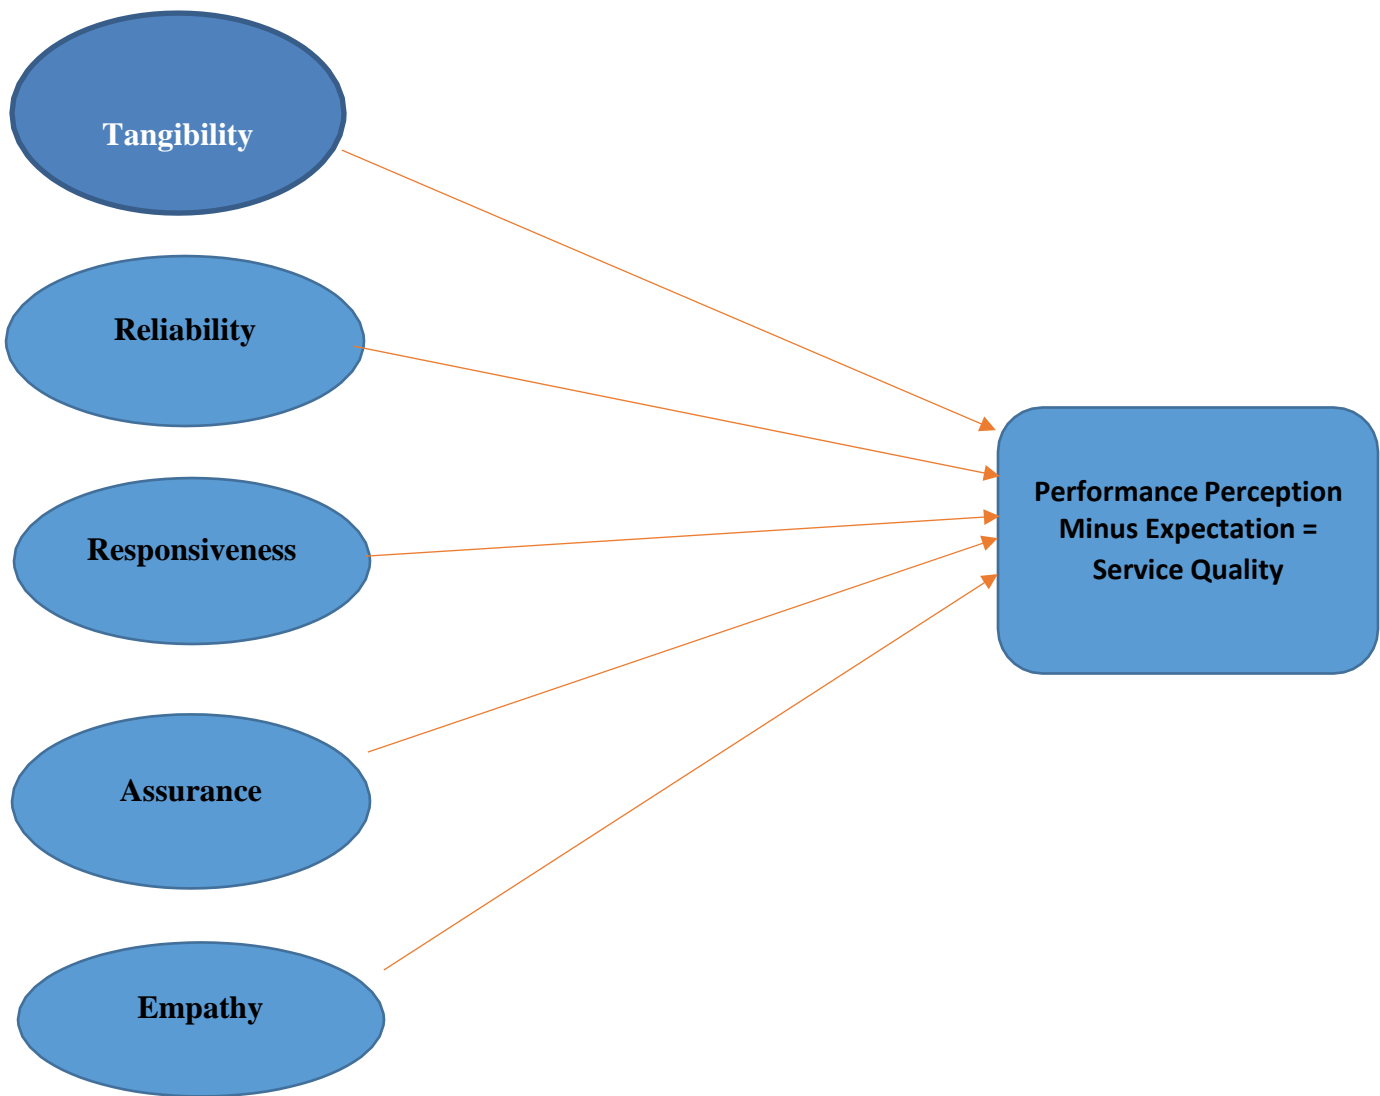 Tangibility
Reliability
Responsiveness
Assurance
Empathy
Performance Perception
Minus Expectation =
Service Quality